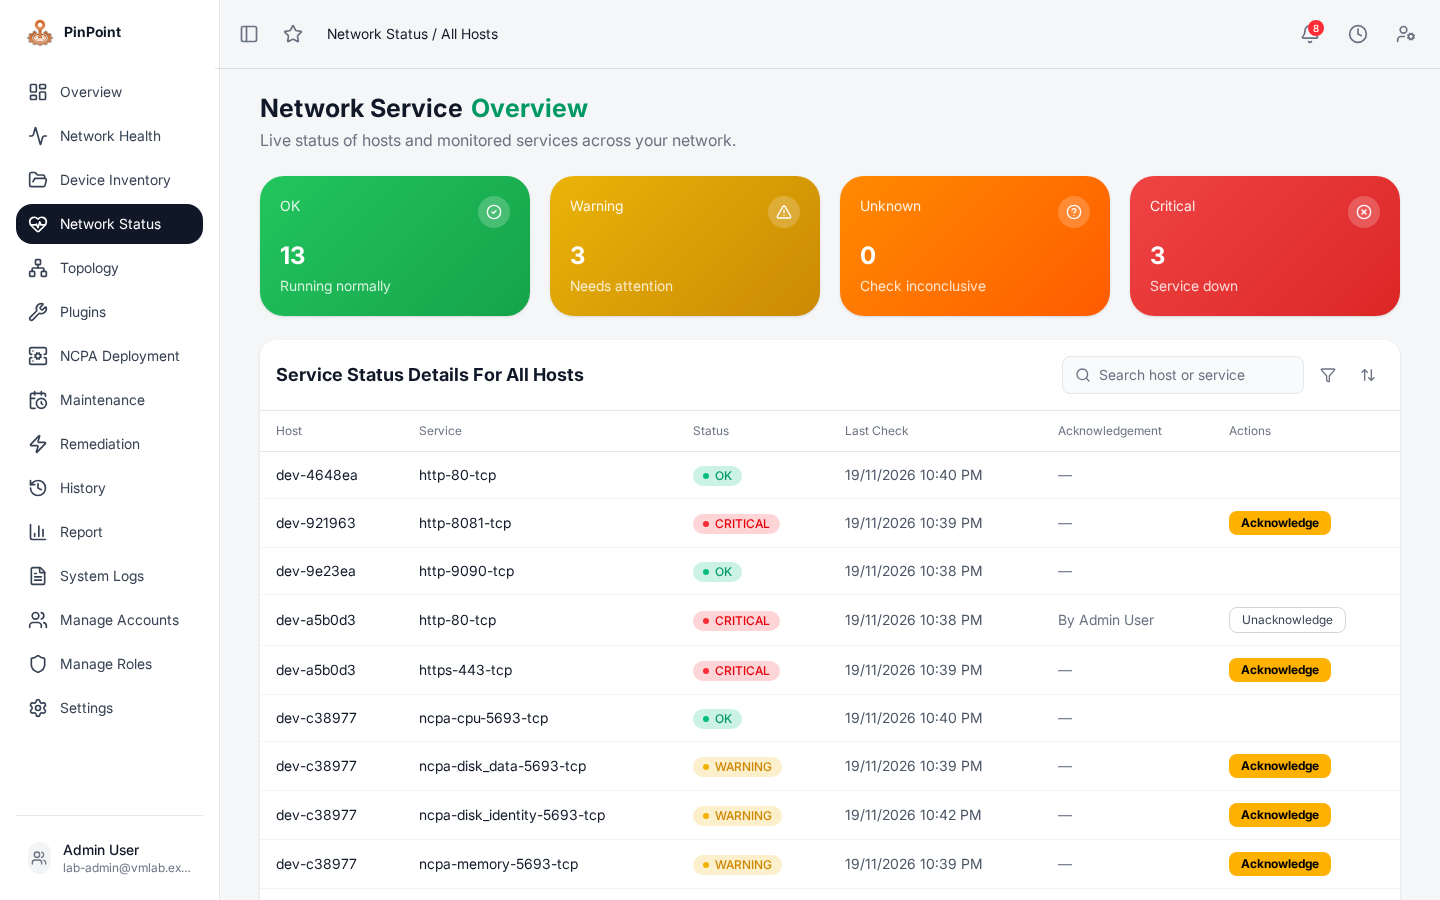 PinPoint
Network Status / All Hosts
8
Overview
Network Health
Device Inventory
Network Status
Topology
Plugins
NCPA Deployment
Maintenance
Remediation
History
Report
System Logs
Manage Accounts
Manage Roles
Settings
Admin User
lab-admin@vmlab.ex...
Network Service Overview
Live status of hosts and monitored services across your network.
OK
13
Running normally
Warning
3
Needs attention
Unknown
0
Check inconclusive
Critical
3
Service down
Service Status Details For All Hosts
Search host or service
Host Service Status Last Check Acknowledgement Actions
dev-4648ea http-80-tcp OK 19/11/2026 10:40 PM —
dev-921963 http-8081-tcp CRITICAL 19/11/2026 10:39 PM — Acknowledge
dev-9e23ea http-9090-tcp OK 19/11/2026 10:38 PM —
dev-a5b0d3 http-80-tcp CRITICAL 19/11/2026 10:38 PM By Admin User Unacknowledge
dev-a5b0d3 https-443-tcp CRITICAL 19/11/2026 10:39 PM — Acknowledge
dev-c38977 ncpa-cpu-5693-tcp OK 19/11/2026 10:40 PM —
dev-c38977 ncpa-disk_data-5693-tcp WARNING 19/11/2026 10:39 PM — Acknowledge
dev-c38977 ncpa-disk_identity-5693-tcp WARNING 19/11/2026 10:42 PM — Acknowledge
dev-c38977 ncpa-memory-5693-tcp WARNING 19/11/2026 10:39 PM — Acknowledge